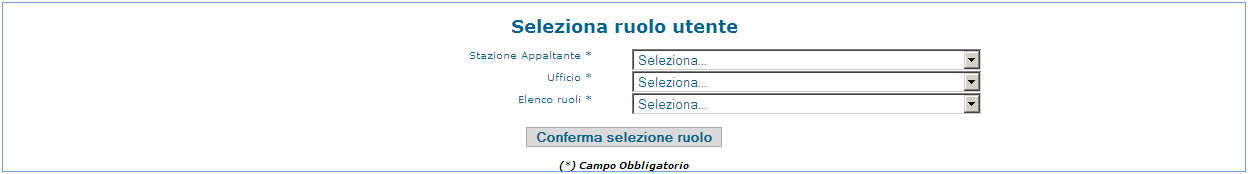 Seleziona ruolo utente
Stazione Appaltante * Seleziona...
Ufficio * Seleziona...
Elenco ruoli * Seleziona...
Conferma selezione ruolo
(*) Campo Obbligatorio